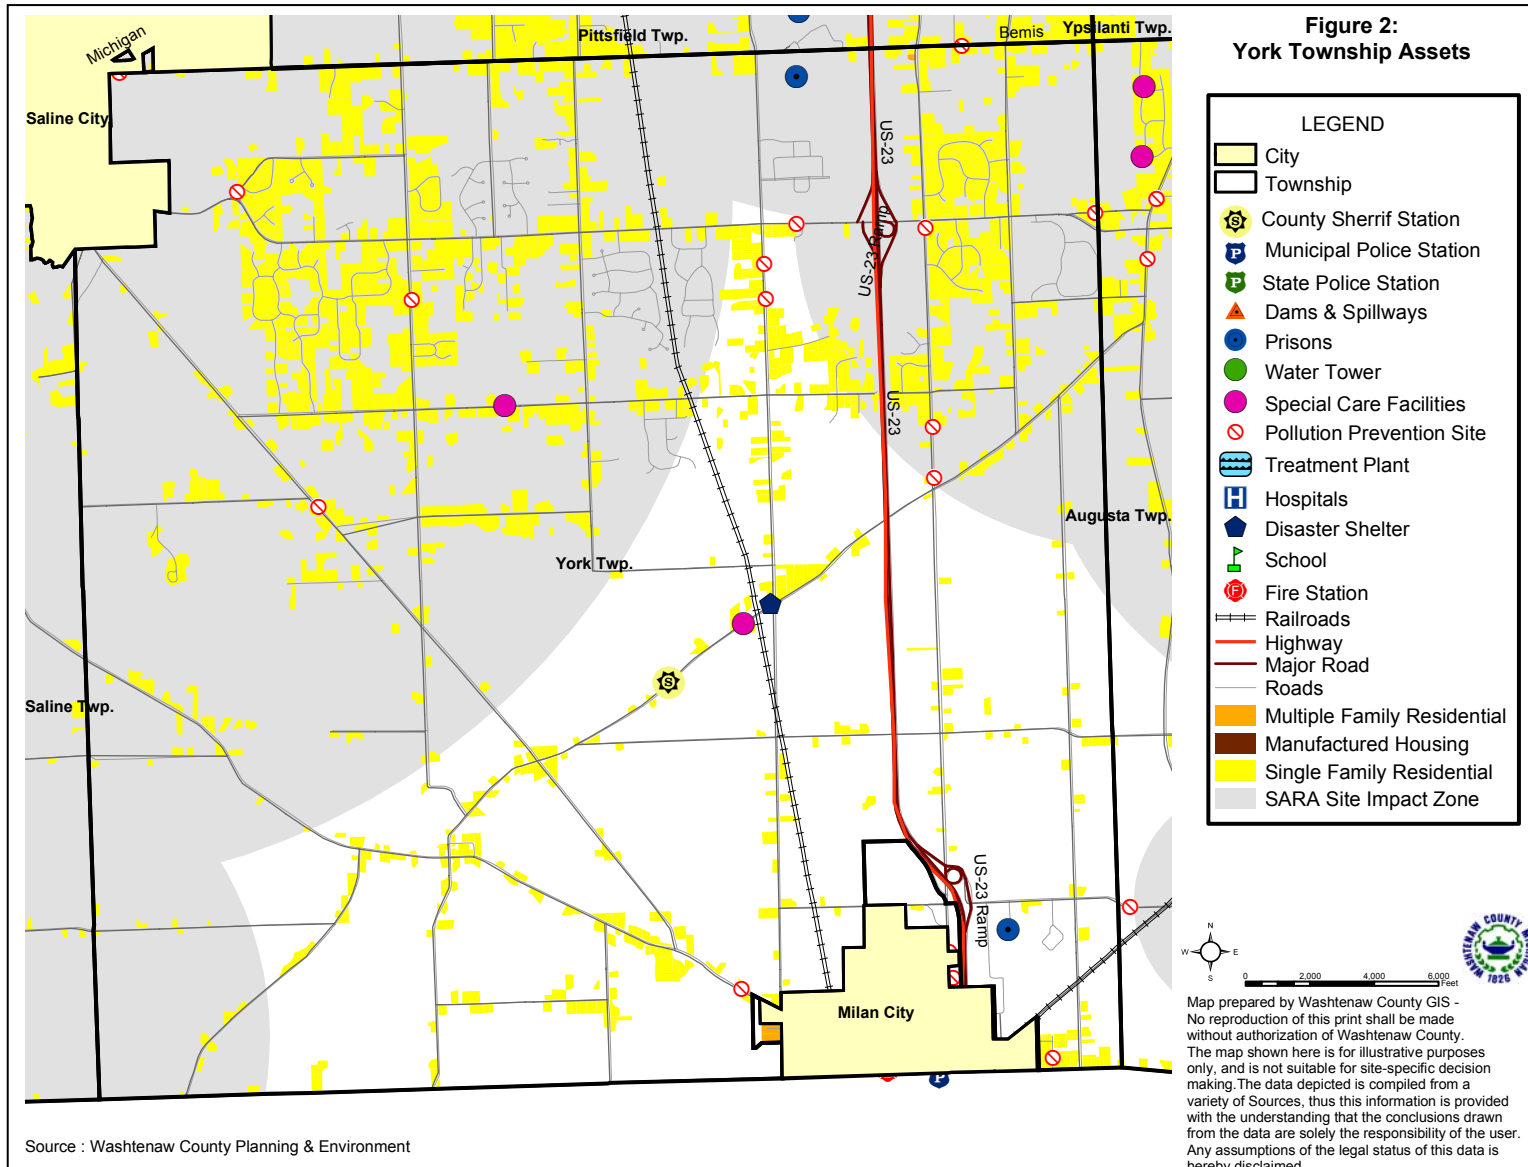 Figure 2:
York Township Assets
Michigan
Pittsfield Twp.
Bemis
Ypsilanti Twp.
Saline City
US-23
US-23 Ramp
US-23
Augusta Twp.
York Twp.
Saline Twp.
US-23 Ramp
Milan City
LEGEND
City
Township
S
County Sherrif Station
P
Municipal Police Station
P
State Police Station
Dams & Spillways
Prisons
Water Tower
Special Care Facilities
Pollution Prevention Site
Treatment Plant
H
Hospitals
Disaster Shelter
School
F
Fire Station
Railroads
Highway
Major Road
Roads
Multiple Family Residential
Manufactured Housing
Single Family Residential
SARA Site Impact Zone
S
P
N
W
E
S
0 2,000 4,000 6,000
Feet
WASHTENAW COUNTY MICHIGAN
1826
Map prepared by Washtenaw County GIS -
No reproduction of this print shall be made
without authorization of Washtenaw County.
The map shown here is for illustrative purposes
only, and is not suitable for site-specific decision
making.The data depicted is compiled from a
variety of Sources, thus this information is provided
with the understanding that the conclusions drawn
from the data are solely the responsibility of the user.
Any assumptions of the legal status of this data is
hereby disclaimed
Source : Washtenaw County Planning & Environment